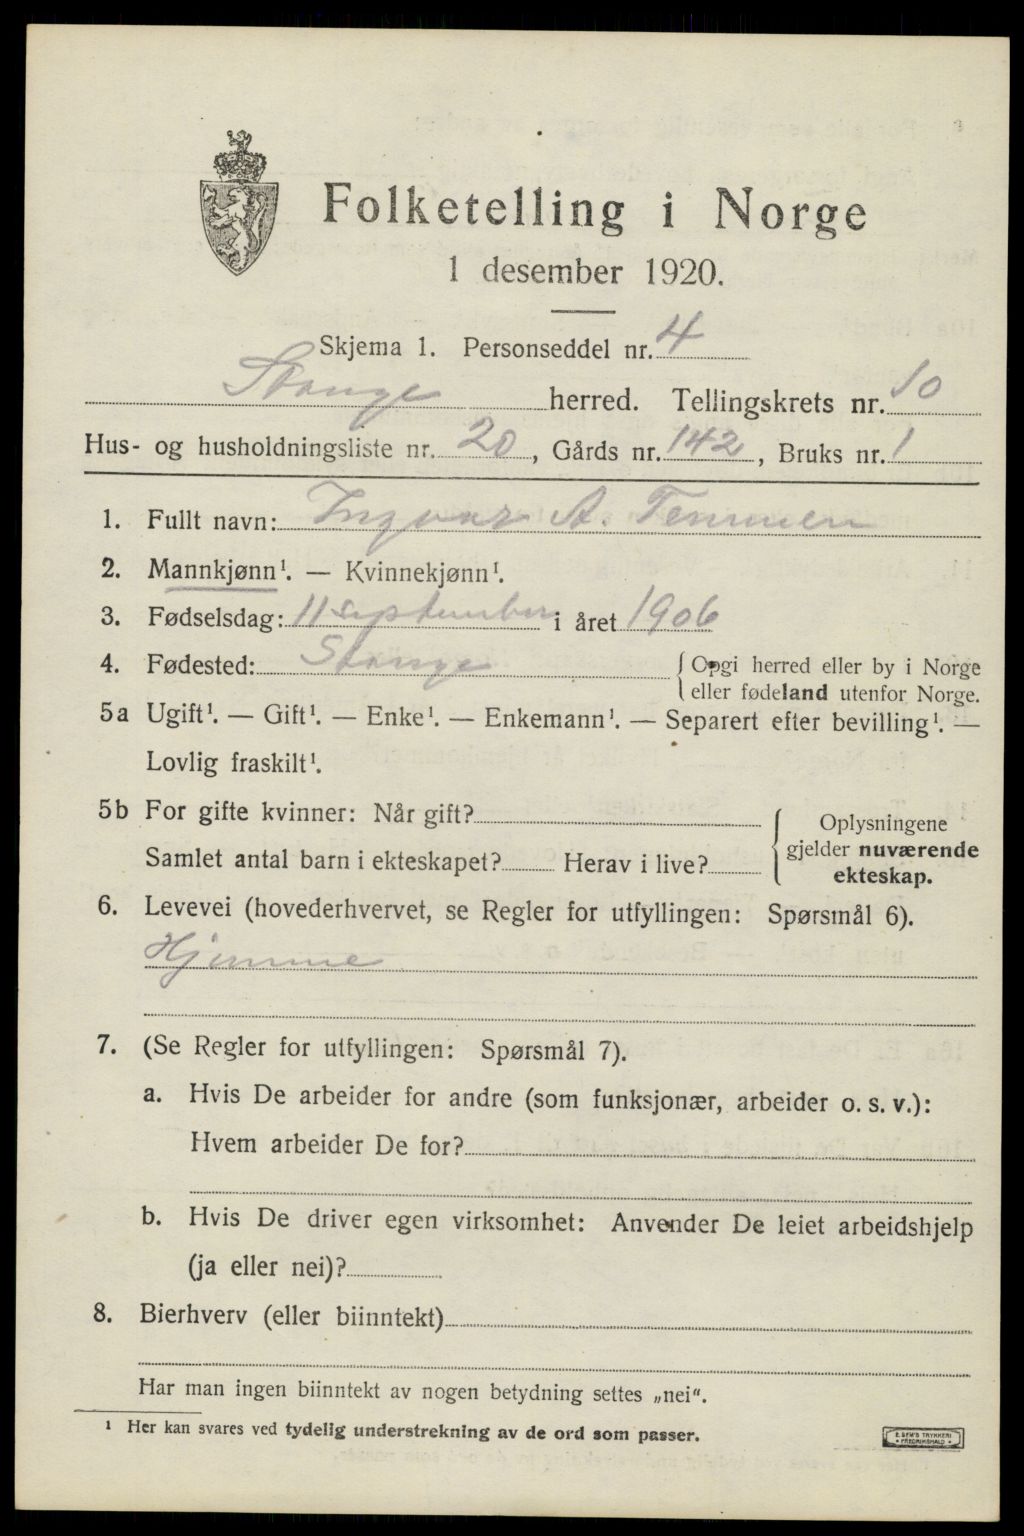 Folketelling i Norge
1 desember 1920.
Skjema 1. Personseddel nr. 4
Stange herred. Tellingskrets nr. 10
Hus- og husholdningsliste nr. 20, Gårds nr. 142, Bruks nr. 1
1. Fullt navn: Ingvar A. Temmen
2. Mannkjønn¹. — Kvinnekjønn¹.
3. Fødselsdag: 11 september i året 1906
4. Fødested: Stange {Opgi herred eller by i Norge
eller fødeland utenfor Norge.
5a Ugift¹. — Gift¹. — Enke¹. — Enkemann¹. — Separert efter bevilling¹. —
Lovlig fraskilt¹.
5b For gifte kvinner: Når gift?
Samlet antal barn i ekteskapet? Herav i live?
{Oplysningene
gjelder nuværende
ekteskap.
6. Levevei (hovederhvervet, se Regler for utfyllingen: Spørsmål 6).
Hjemme
7. (Se Regler for utfyllingen: Spørsmål 7).
a. Hvis De arbeider for andre (som funksjonær, arbeider o. s. v.):
Hvem arbeider De for?
b. Hvis De driver egen virksomhet: Anvender De leiet arbeidshjelp
(ja eller nei)?
8. Bierhverv (eller biinntekt)
Har man ingen biinntekt av nogen betydning settes „nei“.
¹ Her kan svares ved tydelig understrekning av de ord som passer.
E. SEM'S TRYKKERI
• FREDRIKSHALD •